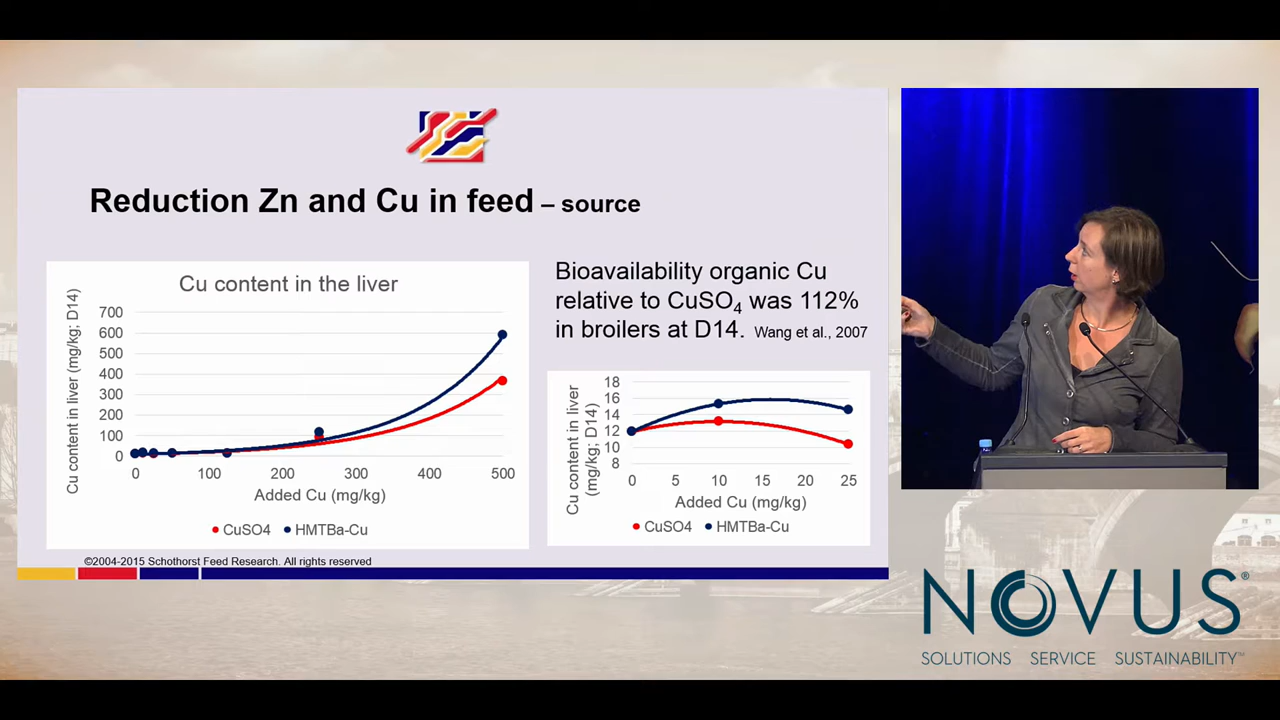 Reduction Zn and Cu in feed – source
Cu content in the liver
Cu content in liver (mg/kg; D14)
700
600
500
400
300
200
100
0
0 100 200 300 400 500
Added Cu (mg/kg)
CuSO4 HMTBa-Cu
Bioavailability organic Cu
relative to CuSO₄ was 112%
in broilers at D14. Wang et al., 2007
Cu content in liver
(mg/kg; D14)
18
16
14
12
10
8
0 5 10 15 20 25
Added Cu (mg/kg)
CuSO4 HMTBa-Cu
©2004-2015 Schothorst Feed Research. All rights reserved
NOVUS®
SOLUTIONS SERVICE SUSTAINABILITY™